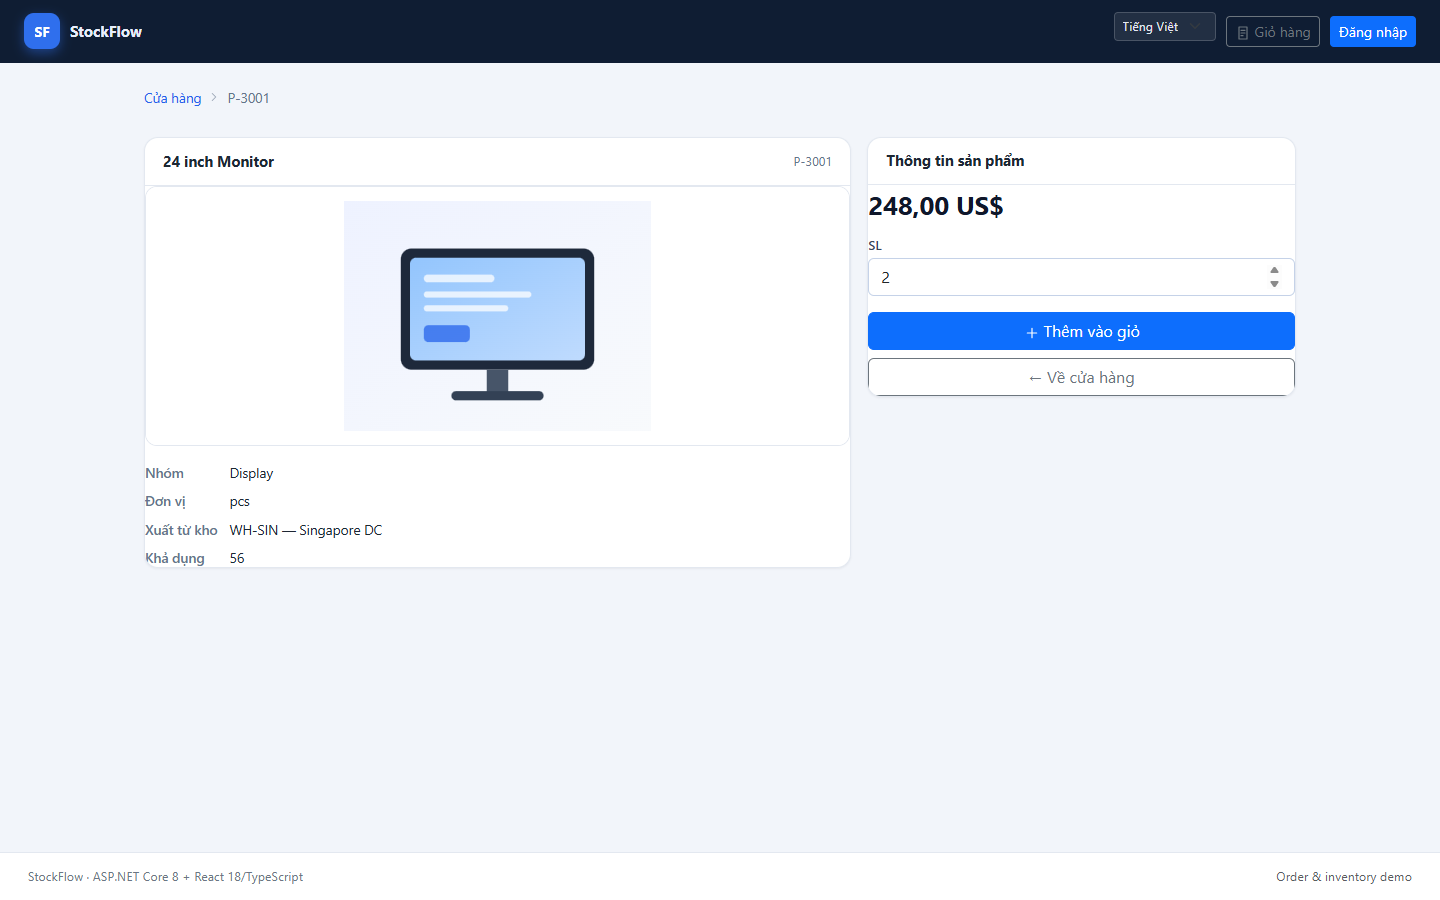 SF StockFlow
Tiếng Việt
Giỏ hàng
Đăng nhập
Cửa hàng > P-3001
24 inch Monitor P-3001
Nhóm Display
Đơn vị pcs
Xuất từ kho WH-SIN — Singapore DC
Khả dụng 56
Thông tin sản phẩm
248,00 US$
SL
2
+ Thêm vào giỏ
← Về cửa hàng
StockFlow · ASP.NET Core 8 + React 18/TypeScript
Order & inventory demo